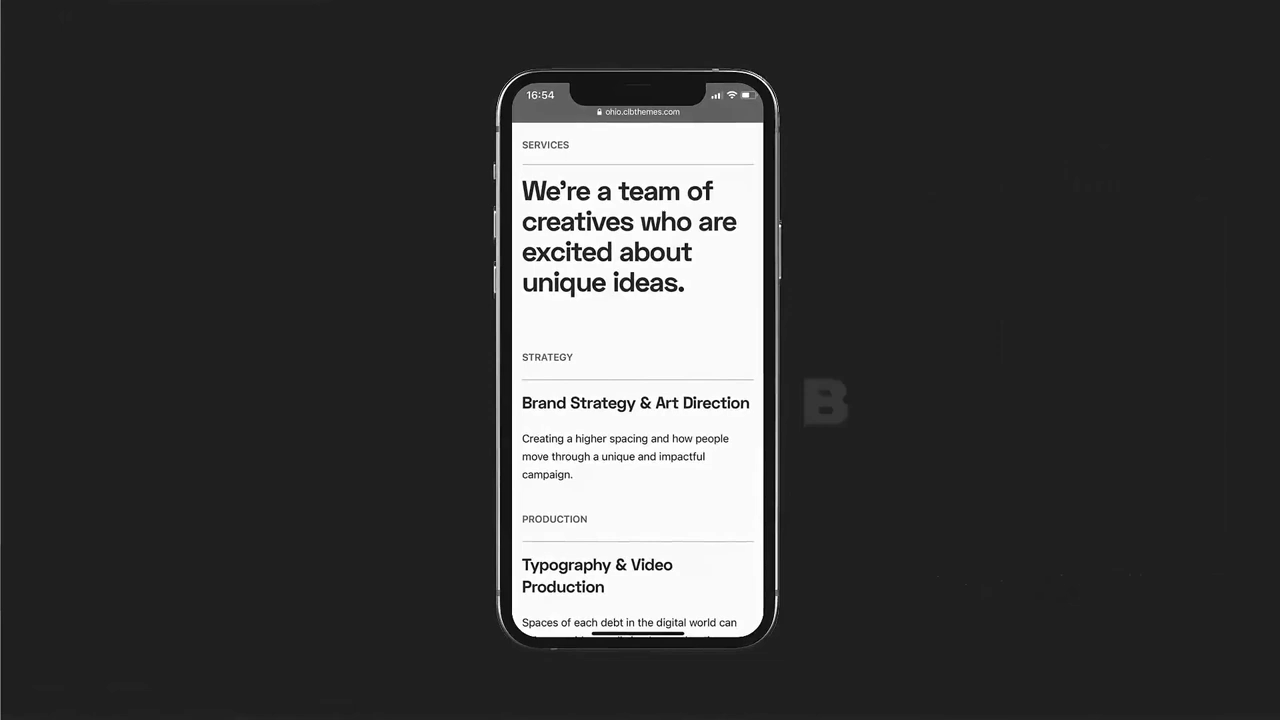 16:54
ohio.clbthemes.com
SERVICES
We're a team of
creatives who are
excited about
unique ideas.
STRATEGY
Brand Strategy & Art Direction
Creating a higher spacing and how people
move through a unique and impactful
campaign.
PRODUCTION
Typography & Video
Production
Spaces of each debt in the digital world can
B